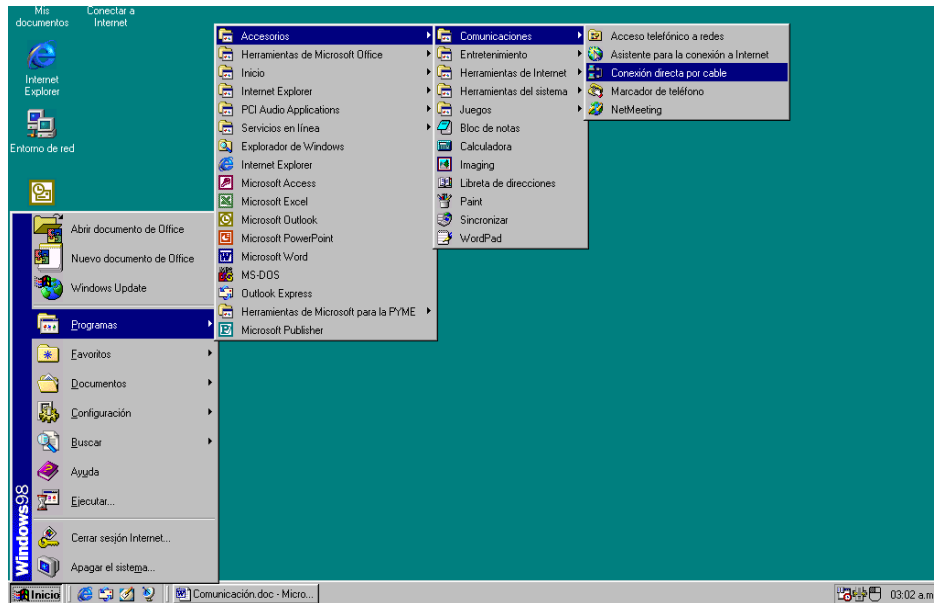 Mis
documentos
Conectar a
Internet
Internet
Explorer
Entorno de red
Windows98
Abrir documento de Office
Nuevo documento de Office
Windows Update
Programas
Favoritos
Documentos
Configuración
Buscar
Ayuda
Ejecutar...
Cerrar sesión Internet...
Apagar el sistema...
Accesorios
Herramientas de Microsoft Office
Inicio
Internet Explorer
PCI Audio Applications
Servicios en línea
Explorador de Windows
Internet Explorer
Microsoft Access
Microsoft Excel
Microsoft Outlook
Microsoft PowerPoint
Microsoft Word
MS-DOS
Outlook Express
Herramientas de Microsoft para la PYME
Microsoft Publisher
Comunicaciones
Entretenimiento
Herramientas de Internet
Herramientas del sistema
Juegos
Bloc de notas
Calculadora
Imaging
Libreta de direcciones
Paint
Sincronizar
WordPad
Acceso telefónico a redes
Asistente para la conexión a Internet
Conexión directa por cable
Marcador de teléfono
NetMeeting
Inicio
Comunicación.doc - Micro...
03:02 a.m